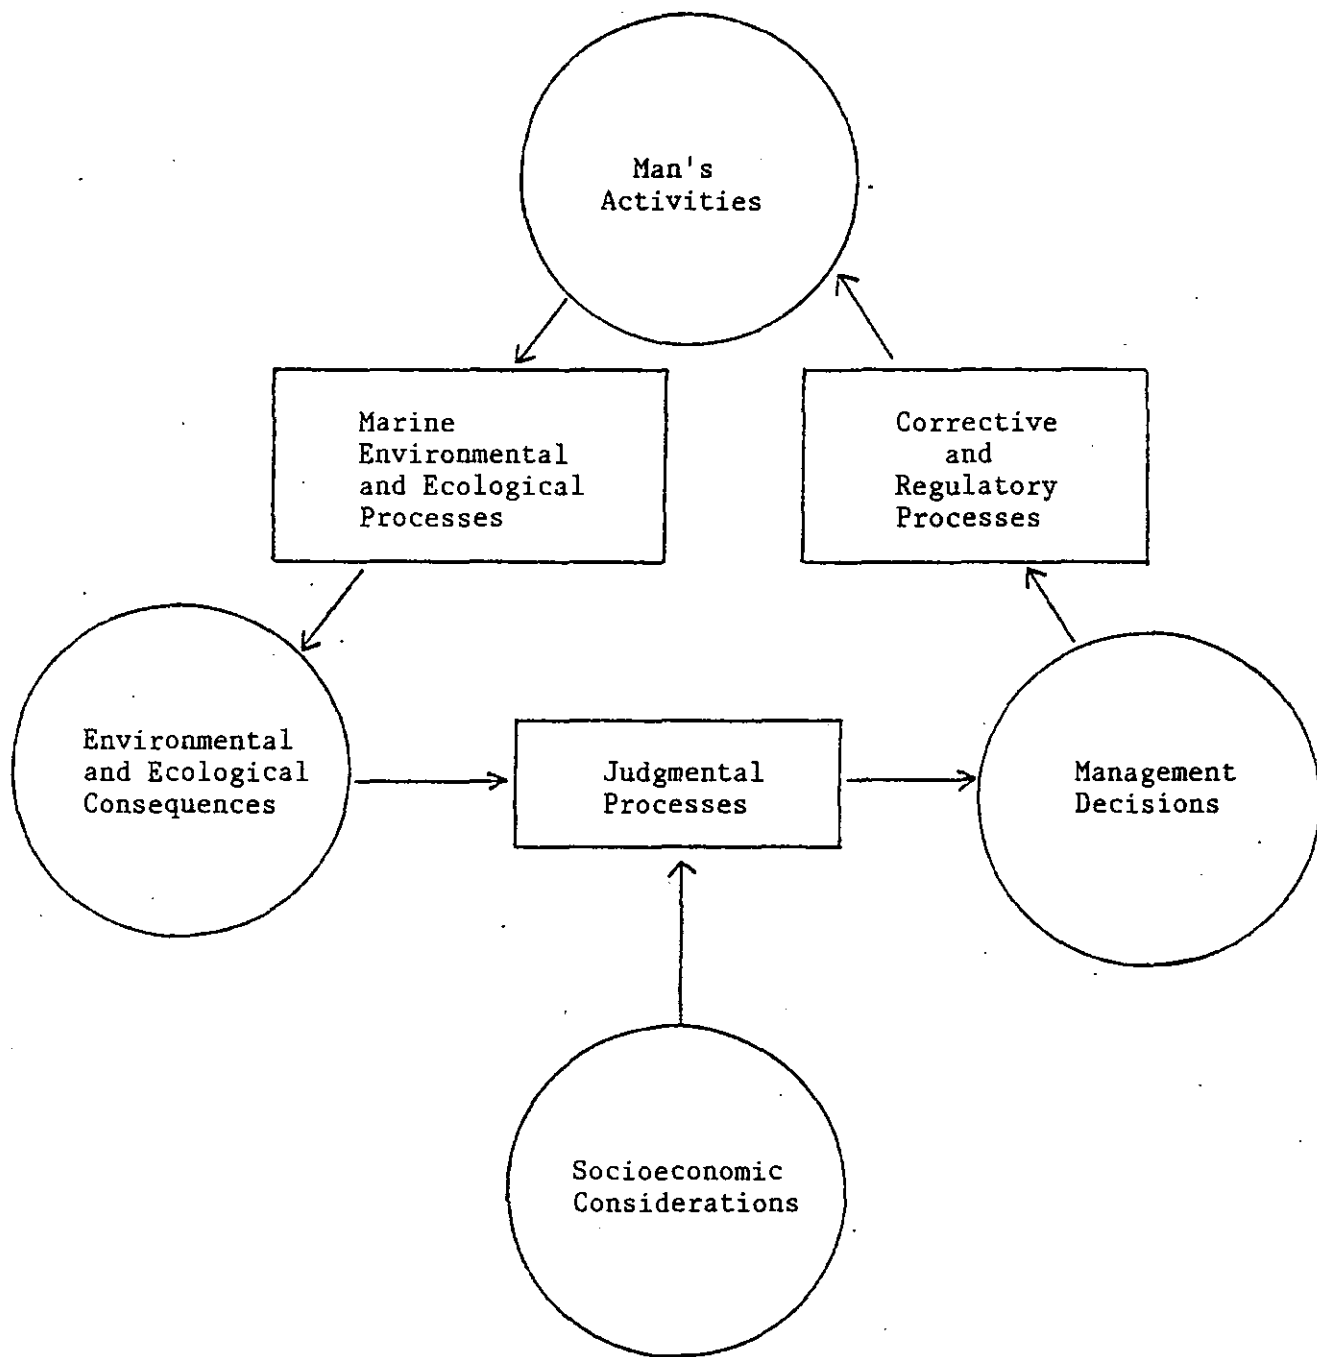 Man's
Activities
Marine
Environmental
and Ecological
Processes
Corrective
and
Regulatory
Processes
Environmental
and Ecological
Consequences
Judgmental
Processes
Management
Decisions
Socioeconomic
Considerations